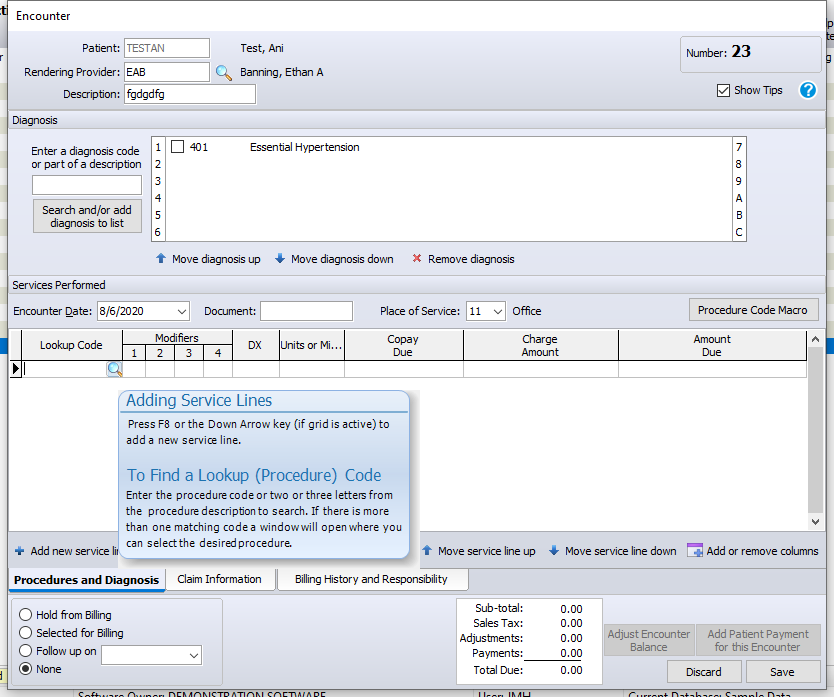 Encounter
Patient: TESTAN Test, Ani
Number: 23
Rendering Provider: EAB Banning, Ethan A
Description: fgdgdfg
Show Tips ?
Diagnosis
Enter a diagnosis code
or part of a description
Search and/or add
diagnosis to list
1 401 Essential Hypertension 7
2 8
3 9
4 A
5 B
6 C
Move diagnosis up Move diagnosis down Remove diagnosis
Services Performed
Encounter Date: 8/6/2020 Document: Place of Service: 11 Office Procedure Code Macro
Lookup Code Modifiers DX Units or Mi... Copay Due Charge Amount Amount Due
1 2 3 4
Adding Service Lines
Press F8 or the Down Arrow key (if grid is active) to
add a new service line.
To Find a Lookup (Procedure) Code
Enter the procedure code or two or three letters from
the procedure description to search. If there is more
than one matching code a window will open where you
can select the desired procedure.
Add new service li Move service line up Move service line down Add or remove columns
Procedures and Diagnosis Claim Information Billing History and Responsibility
Hold from Billing
Selected for Billing
Follow up on
None
Sub-total: 0.00
Sales Tax: 0.00
Adjustments: 0.00
Payments: 0.00
Total Due: 0.00
Adjust Encounter
Balance
Add Patient Payment
for this Encounter
Discard Save
Software Owner: DEMONSTRATION SOFTWARE User: JMH Current Database: Sample Data